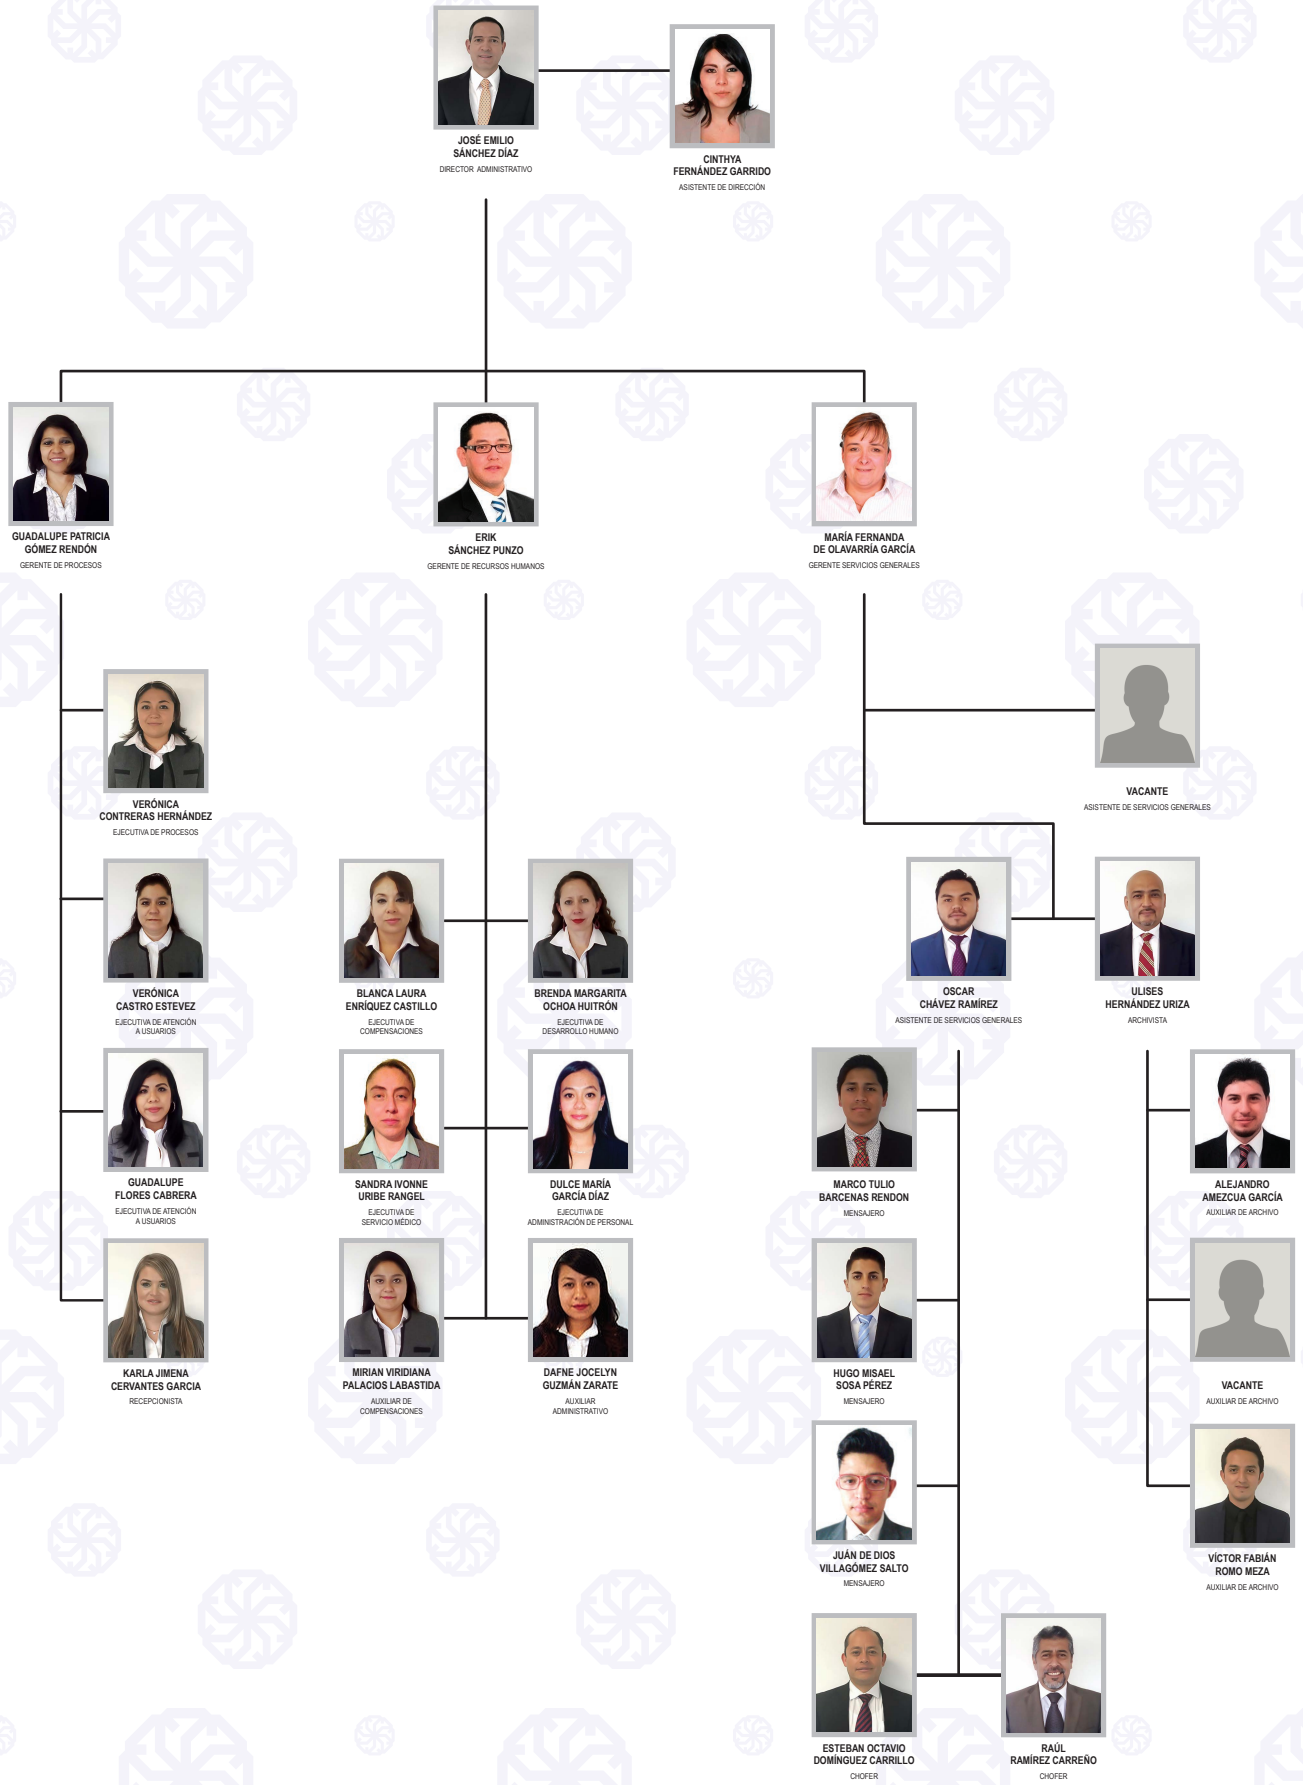 JOSÉ EMILIO
SÁNCHEZ DÍAZ
DIRECTOR ADMINISTRATIVO
CINTHYA
FERNÁNDEZ GARRIDO
ASISTENTE DE DIRECCIÓN
GUADALUPE PATRICIA
GÓMEZ RENDÓN
GERENTE DE PROCESOS
ERIK
SÁNCHEZ PUNZO
GERENTE DE RECURSOS HUMANOS
MARÍA FERNANDA
DE OLAVARRÍA GARCÍA
GERENTE SERVICIOS GENERALES
VERÓNICA
CONTRERAS HERNÁNDEZ
EJECUTIVA DE PROCESOS
VACANTE
ASISTENTE DE SERVICIOS GENERALES
VERÓNICA
CASTRO ESTEVEZ
EJECUTIVA DE ATENCIÓN
A USUARIOS
BLANCA LAURA
ENRÍQUEZ CASTILLO
EJECUTIVA DE
COMPENSACIONES
BRENDA MARGARITA
OCHOA HUITRÓN
EJECUTIVA DE
DESARROLLO HUMANO
OSCAR
CHÁVEZ RAMÍREZ
ASISTENTE DE SERVICIOS GENERALES
ULISES
HERNÁNDEZ URIZA
ARCHIVISTA
GUADALUPE
FLORES CABRERA
EJECUTIVA DE ATENCIÓN
A USUARIOS
SANDRA IVONNE
URIBE RANGEL
EJECUTIVA DE
SERVICIO MÉDICO
DULCE MARÍA
GARCÍA DÍAZ
EJECUTIVA DE
ADMINISTRACIÓN DE PERSONAL
MARCO TULIO
BARCENAS RENDON
MENSAJERO
ALEJANDRO
AMEZCUA GARCÍA
AUXILIAR DE ARCHIVO
KARLA JIMENA
CERVANTES GARCIA
RECEPCIONISTA
MIRIAN VIRIDIANA
PALACIOS LABASTIDA
AUXILIAR DE
COMPENSACIONES
DAFNE JOCELYN
GUZMÁN ZARATE
AUXILIAR
ADMINISTRATIVO
HUGO MISAEL
SOSA PÉREZ
MENSAJERO
VACANTE
AUXILIAR DE ARCHIVO
JUÁN DE DIOS
VILLAGÓMEZ SALTO
MENSAJERO
VÍCTOR FABIÁN
ROMO MEZA
AUXILIAR DE ARCHIVO
ESTEBAN OCTAVIO
DOMÍNGUEZ CARRILLO
CHOFER
RAÚL
RAMÍREZ CARREÑO
CHOFER